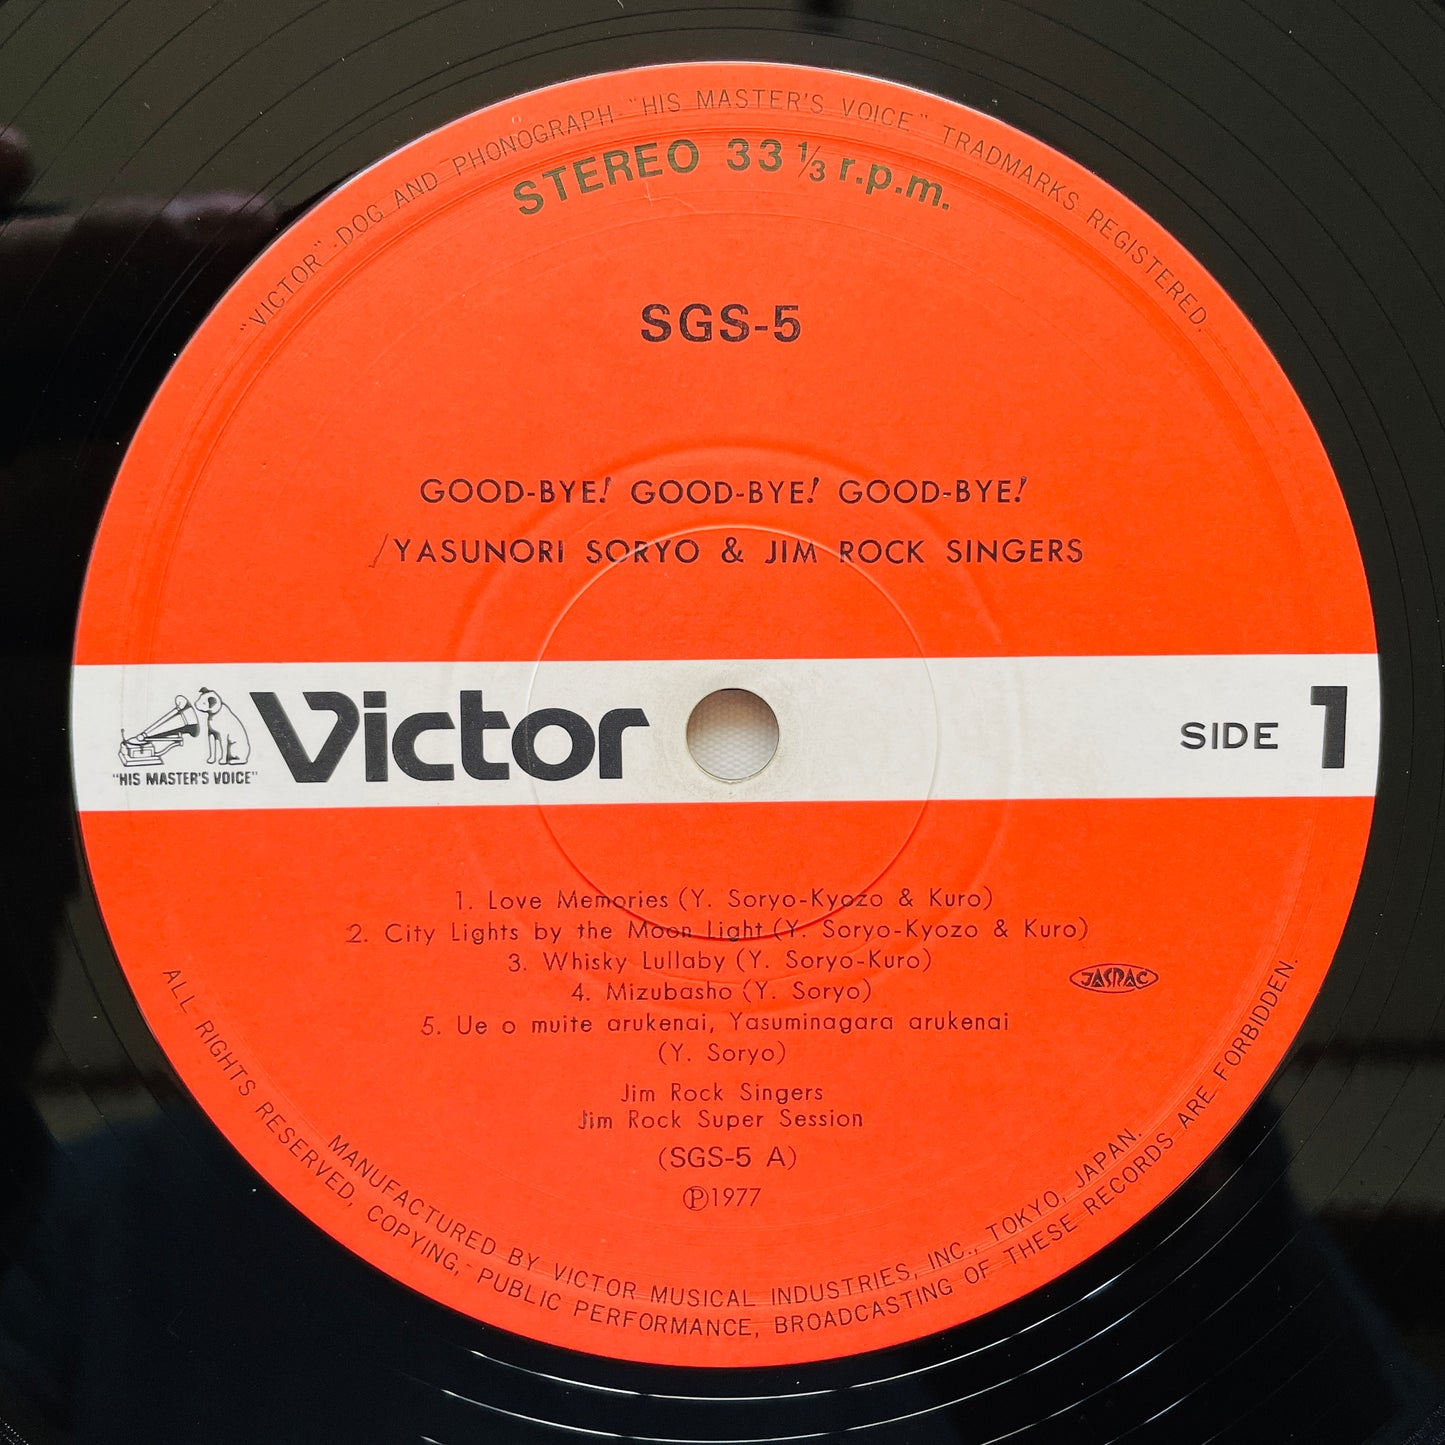 "VICTOR"-DOG AND PHONOGRAPH-"HIS MASTER'S VOICE" TRADMARKS REGISTERED.
STEREO 33 1/3 r.p.m.
SGS-5
GOOD-BYE! GOOD-BYE! GOOD-BYE!
/YASUNORI SORYO & JIM ROCK SINGERS
"HIS MASTER'S VOICE"
Victor
SIDE 1
1. Love Memories (Y. Soryo-Kyozo & Kuro)
2. City Lights by the Moon Light (Y. Soryo-Kyozo & Kuro)
3. Whisky Lullaby (Y. Soryo-Kuro)
4. Mizubasho (Y. Soryo)
5. Ue o muite arukenai, Yasuminagara arukenai
(Y. Soryo)
JASRAC
Jim Rock Singers
Jim Rock Super Session
(SGS-5 A)
Ⓟ1977
MANUFACTURED BY VICTOR MUSICAL INDUSTRIES, INC., TOKYO, JAPAN.
ALL RIGHTS RESERVED, COPYING, PUBLIC PERFORMANCE, BROADCASTING OF THESE RECORDS ARE FORBIDDEN.